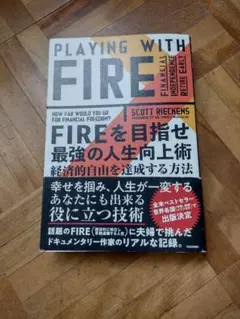 PLAYING WITH
FIRE
FINANCIAL
INDEPENDENCE
RETIRE EARLY
HOW FAR WOULD YOU GO
FOR FINANCIAL FREEDOM?
SCOTT RIECKENS
FIREを目指せ
最強の人生向上術
経済的自由を達成する方法
幸せを掴み、人生が一変する
あなたにも出来る
役に立つ技術
全米ベストセラー
出版決定
話題のFIRE
に夫婦で挑んだ
ドキュメンタリー作家のリアルな記録。